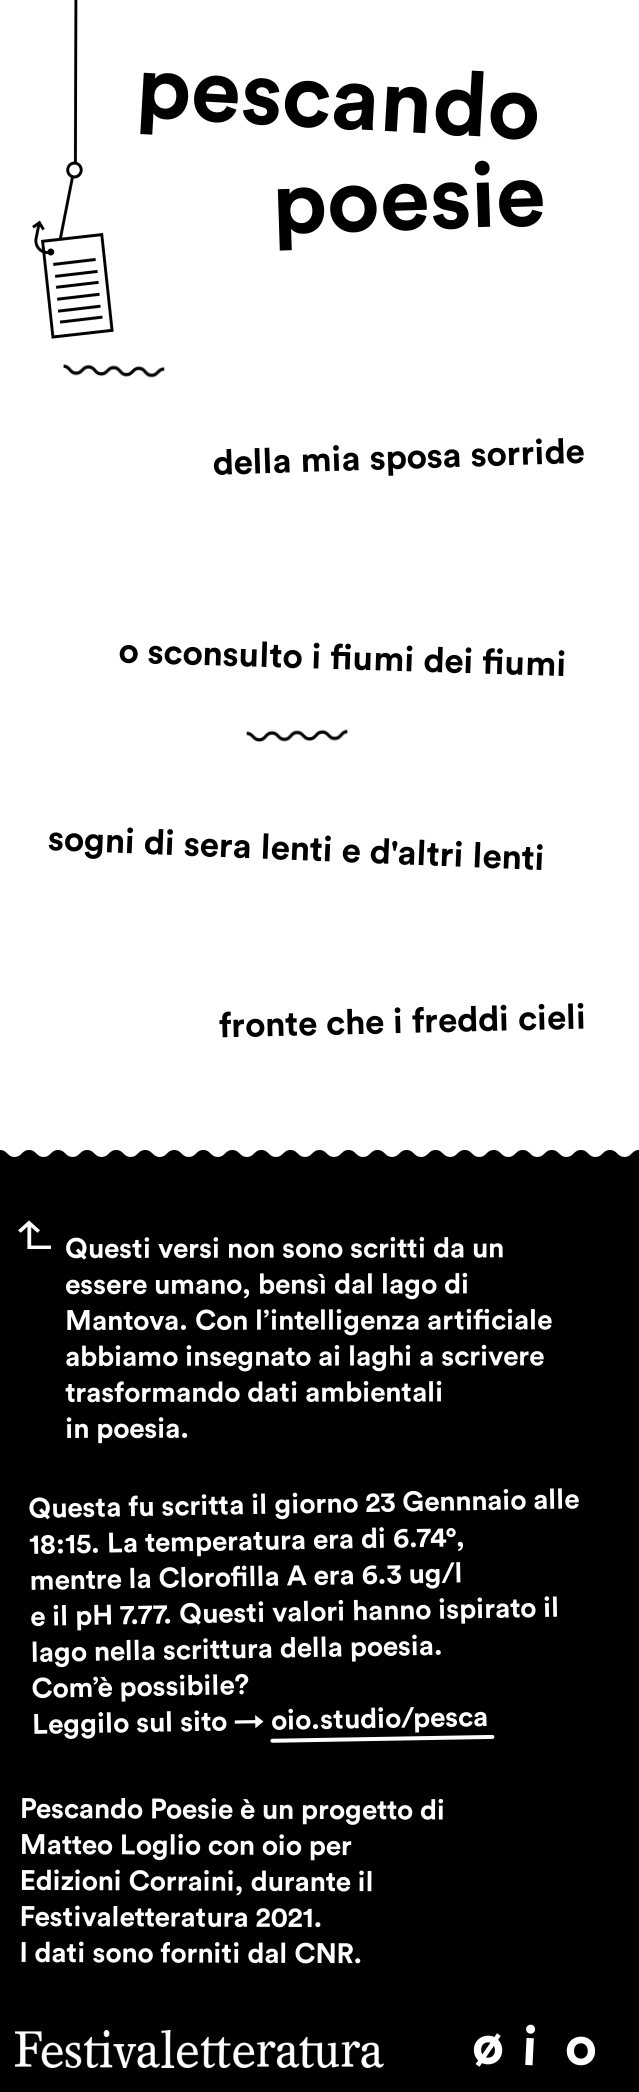 pescando
poesie
della mia sposa sorride
o sconsulto i fiumi dei fiumi
sogni di sera lenti e d'altri lenti
fronte che i freddi cieli
Questi versi non sono scritti da un
essere umano, bensì dal lago di
Mantova. Con l’intelligenza artificiale
abbiamo insegnato ai laghi a scrivere
trasformando dati ambientali
in poesia.
Questa fu scritta il giorno 23 Gennnaio alle
18:15. La temperatura era di 6.74°,
mentre la Clorofilla A era 6.3 ug/l
e il pH 7.77. Questi valori hanno ispirato il
lago nella scrittura della poesia.
Com’è possibile?
Leggilo sul sito → oio.studio/pesca
Pescando Poesie è un progetto di
Matteo Loglio con oio per
Edizioni Corraini, durante il
Festivaletteratura 2021.
I dati sono forniti dal CNR.
Festivaletteratura ø i o